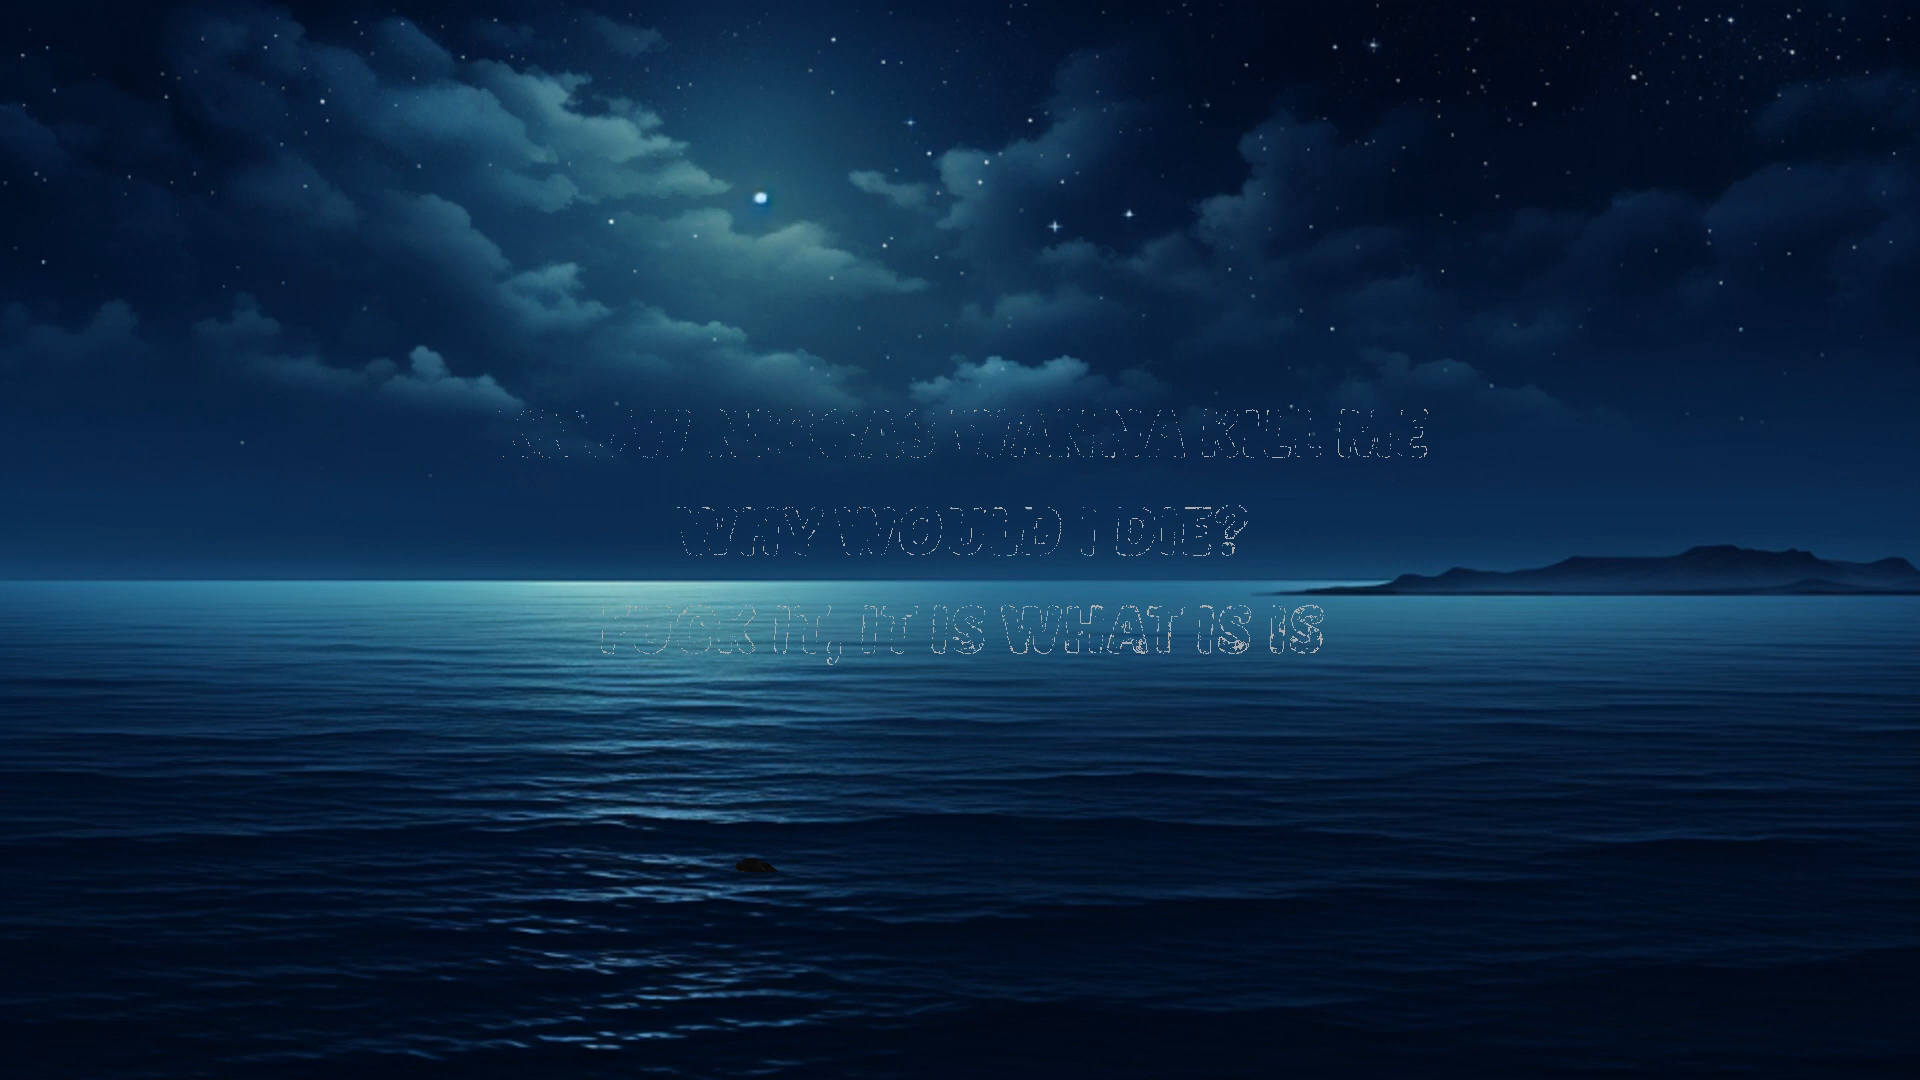 KNOW NIGGAS WANNA KILL ME
WHY WOULD I DIE?
FUCK IT, IT IS WHAT IS IS